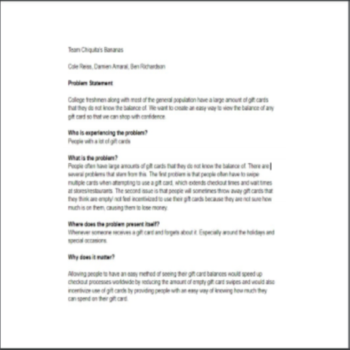 Team Chiquita's Bananas
Cole Reise, Damien Amaral, Ben Richardson
Problem Statement
College freshmen along with most of the general population have a large amount of gift cards
that they do not know the balance of. We want to create an easy way to view the balance of any
gift card so that we can shop with confidence.
Who is experiencing the problem?
People with a lot of gift cards
What is the problem?
People often have large amounts of gift cards that they do not know the balance of. There are
several problems that stem from this. The first problem is that people often have to swipe
multiple cards when attempting to use a gift card, which extends checkout times and wait times
at stores/restaurants. The second issue is that people will sometimes throw away gift cards that
they think are empty/ not feel incentivized to use their gift cards because they are not sure how
much is on them, causing them to lose money.
Where does the problem present itself?
Whenever someone receives a gift card and forgets about it. Especially around the holidays and
special occasions.
Why does it matter?
Allowing people to have an easy method of seeing their gift card balances would speed up
checkout processes worldwide by reducing the amount of empty gift card swipes and would also
incentivize use of gift cards by providing people with an easy way of knowing how much they
can spend on their gift card.